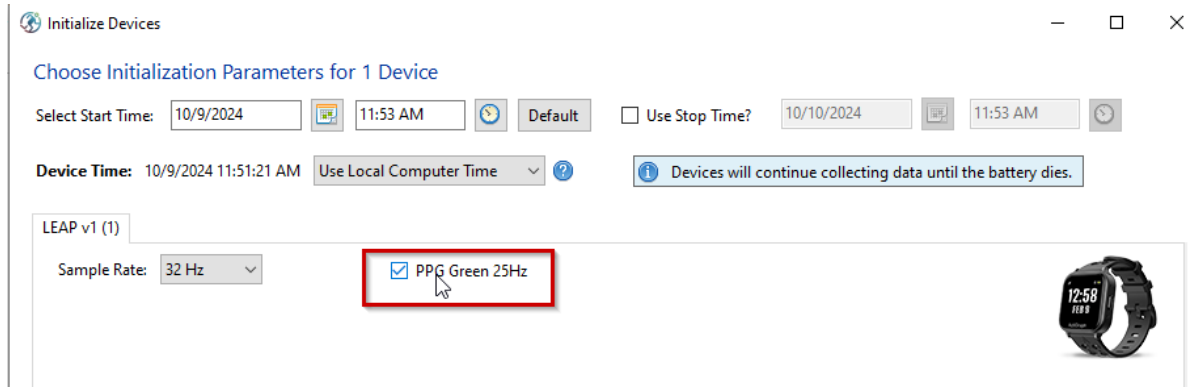 Initialize Devices
Choose Initialization Parameters for 1 Device
Select Start Time: 10/9/2024 11:53 AM Default Use Stop Time? 10/10/2024 11:53 AM
Device Time: 10/9/2024 11:51:21 AM Use Local Computer Time ? i Devices will continue collecting data until the battery dies.
LEAP v1 (1)
Sample Rate: 32 Hz PPG Green 25Hz
12:58
FEB 9
ActiGraph